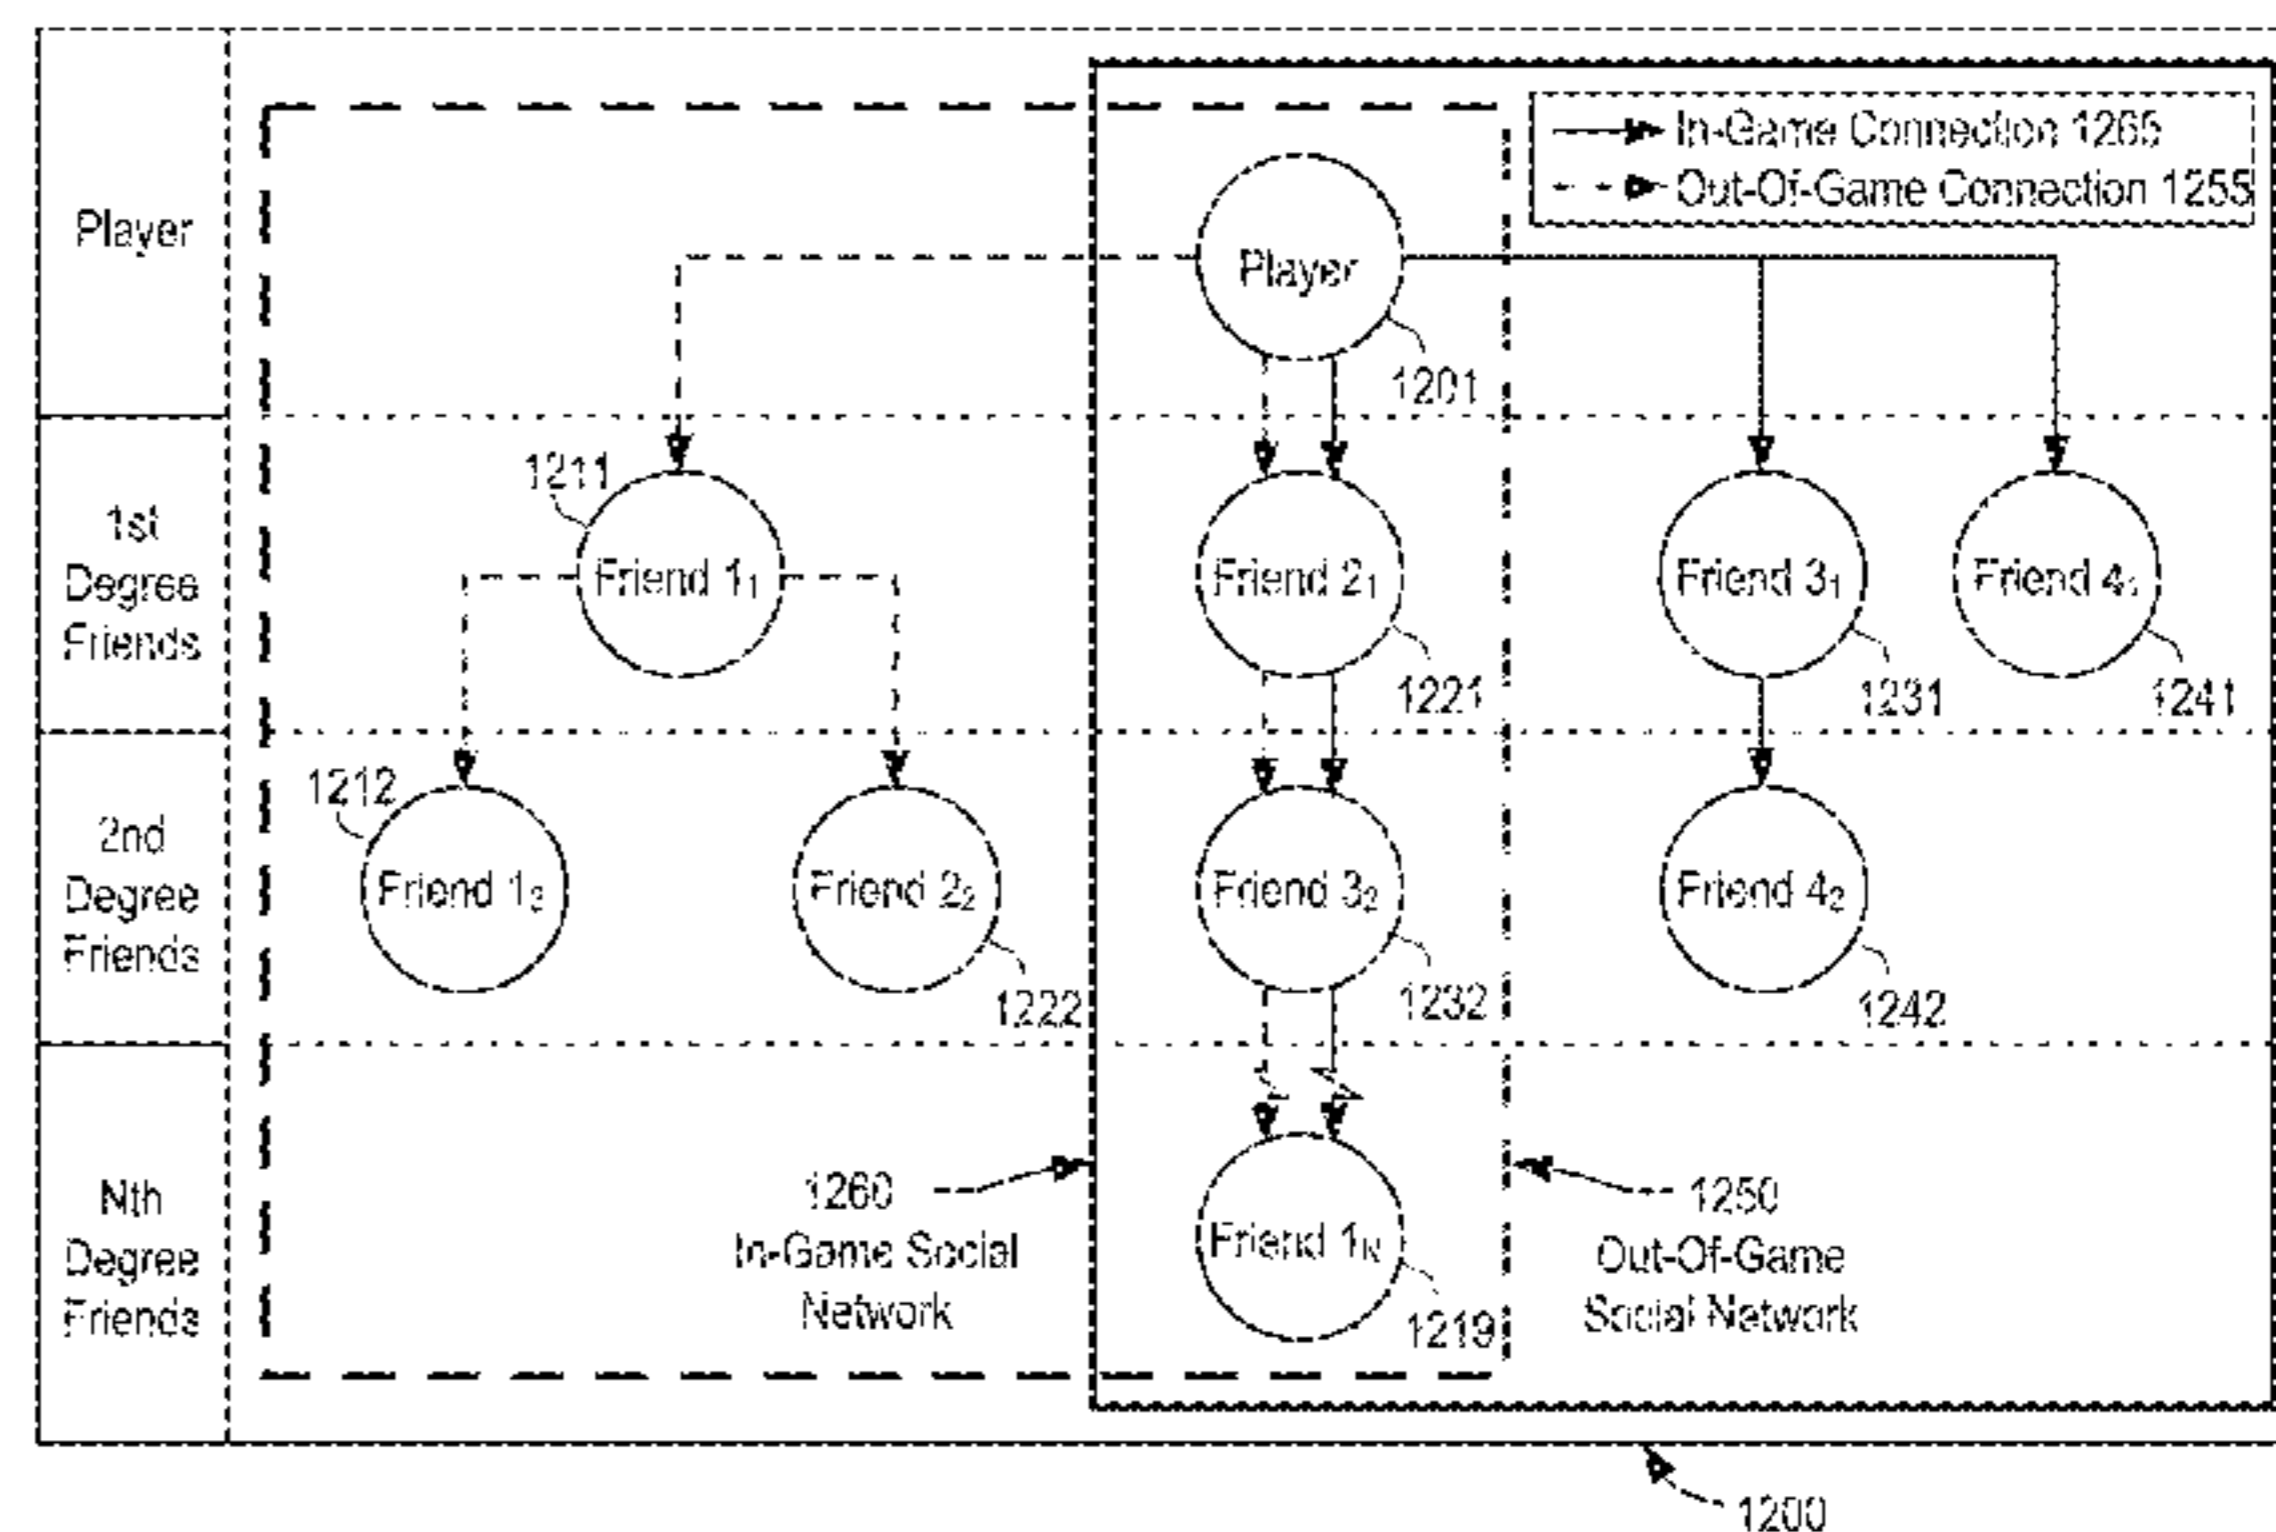 In-Game Connection 1265
Out-Of-Game Connection 1255
Player
Player
1201
1211
1st
Degree
Friends
Friend 1₁
Friend 2₁
Friend 3₁
Friend 4₁
1221
1231
1241
1212
2nd
Degree
Friends
Friend 1₂
Friend 2₂
Friend 3₂
Friend 4₂
1222
1232
1242
Nth
Degree
Friends
1260
In-Game Social
Network
Friend 1N
1219
1250
Out-Of-Game
Social Network
1200